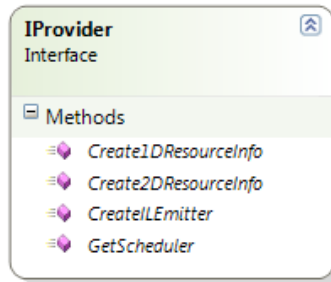 IProvider
Interface
Methods
Create1DResourceInfo
Create2DResourceInfo
CreateILEmitter
GetScheduler